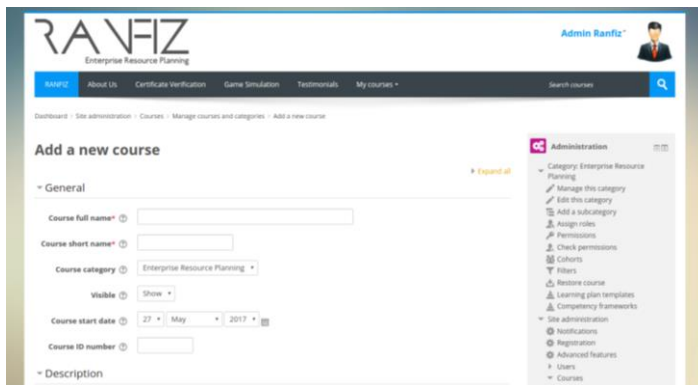 RANFIZ
Enterprise Resource Planning
Admin Ranfiz
RANFIZ About Us Certificate Verification Game Simulation Testimonials My courses
Search courses
Dashboard › Site administration › Courses › Manage courses and categories › Add a new course
Add a new course
Expand all
General
Course full name*
Course short name*
Course category Enterprise Resource Planning
Visible Show
Course start date 27 May 2017
Course ID number
Description
Administration
Category: Enterprise Resource
Planning
Manage this category
Edit this category
Add a subcategory
Assign roles
Permissions
Check permissions
Cohorts
Filters
Restore course
Learning plan templates
Competency frameworks
Site administration
Notifications
Registration
Advanced features
Users
Courses